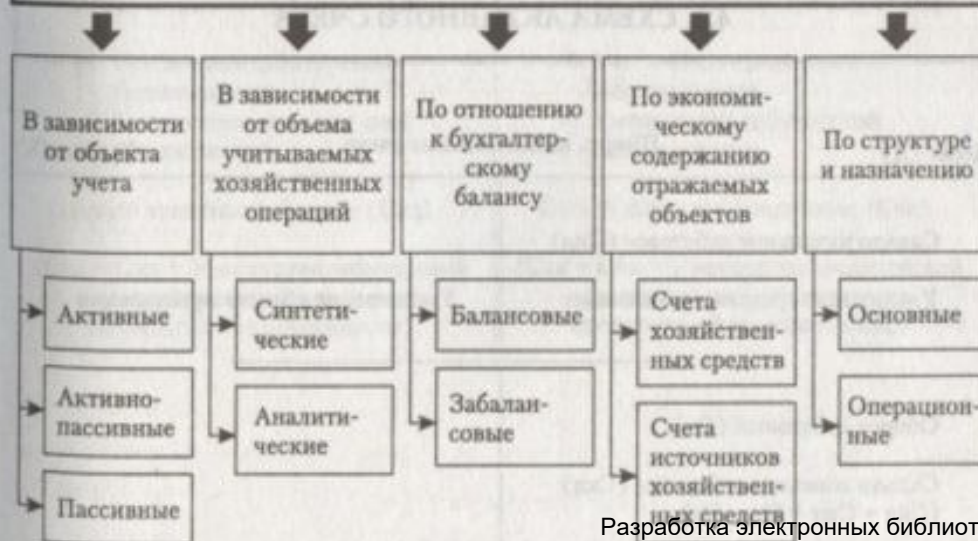 В зависимости
от объекта
учета
В зависимости
от объема
учитываемых
хозяйственных
операций
По отношению
к бухгалтер-
скому
балансу
По экономи-
ческому
содержанию
отражаемых
объектов
По структуре
и назначению
Активные
Активно-
пассивные
Пассивные
Синтети-
ческие
Аналити-
ческие
Балансовые
Забалан-
совые
Счета
хозяйствен-
ных средств
Счета
источников
хозяйствен-
ных средств
Основные
Операцион-
ные
Разработка электронных библиот